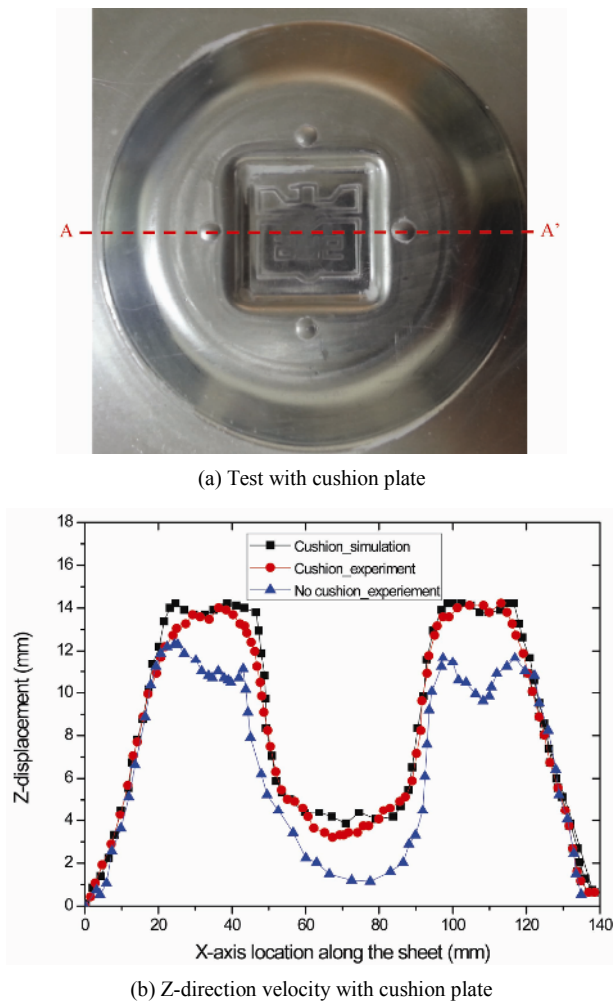 A
A'
(a) Test with cushion plate
18
16
14
12
10
8
6
4
2
0
Z-displacement (mm)
Cushion_simulation
Cushion_experiment
No cushion_experiement
0 20 40 60 80 100 120 140
X-axis location along the sheet (mm)
(b) Z-direction velocity with cushion plate